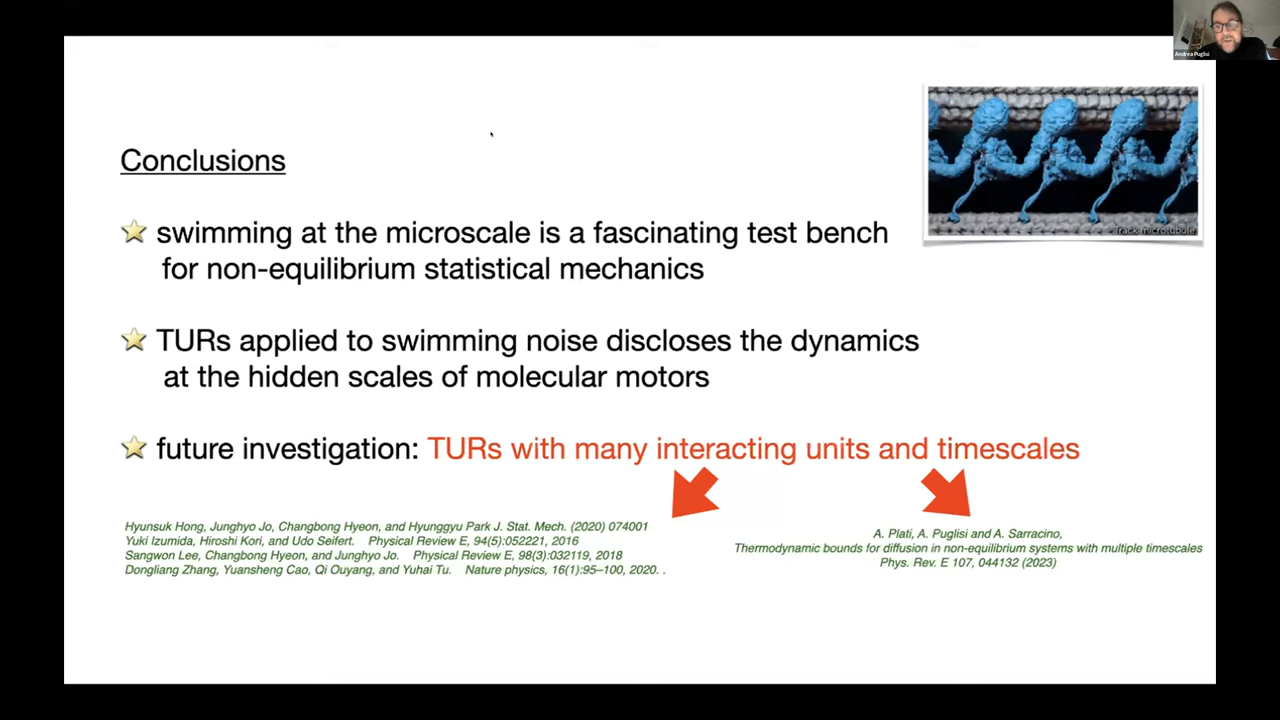 Andrea Puglisi
Conclusions
swimming at the microscale is a fascinating test bench
for non-equilibrium statistical mechanics
TURs applied to swimming noise discloses the dynamics
at the hidden scales of molecular motors
future investigation: TURs with many interacting units and timescales
Hyunsuk Hong, Junghyo Jo, Changbong Hyeon, and Hyunggyu Park J. Stat. Mech. (2020) 074001
Yuki Izumida, Hiroshi Kori, and Udo Seifert. Physical Review E, 94(5):052221, 2016
Sangwon Lee, Changbong Hyeon, and Junghyo Jo. Physical Review E, 98(3):032119, 2018
Dongliang Zhang, Yuansheng Cao, Qi Ouyang, and Yuhai Tu. Nature physics, 16(1):95–100, 2020. .
A. Plati, A. Puglisi and A. Sarracino,
Thermodynamic bounds for diffusion in non-equilibrium systems with multiple timescales
Phys. Rev. E 107, 044132 (2023)